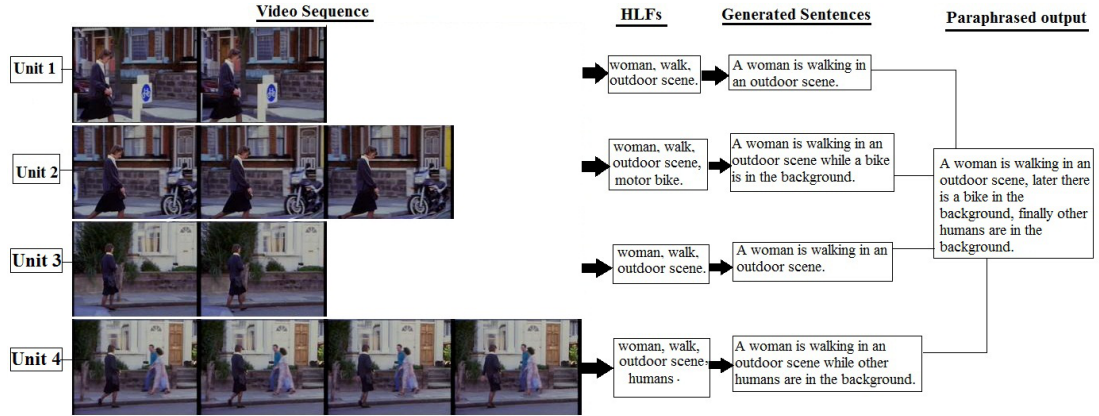 Video Sequence
HLFs
Generated Sentences
Paraphrased output
Unit 1
woman, walk,
outdoor scene.
A woman is walking in
an outdoor scene.
Unit 2
woman, walk,
outdoor scene,
motor bike.
A woman is walking in an
outdoor scene while a bike
is in the background.
A woman is walking in an
outdoor scene, later there
is a bike in the
background, finally other
humans are in the
background.
Unit 3
woman, walk,
outdoor scene.
A woman is walking in an
outdoor scene.
Unit 4
woman, walk,
outdoor scene,
humans .
A woman is walking in an
outdoor scene while other
humans are in the background.